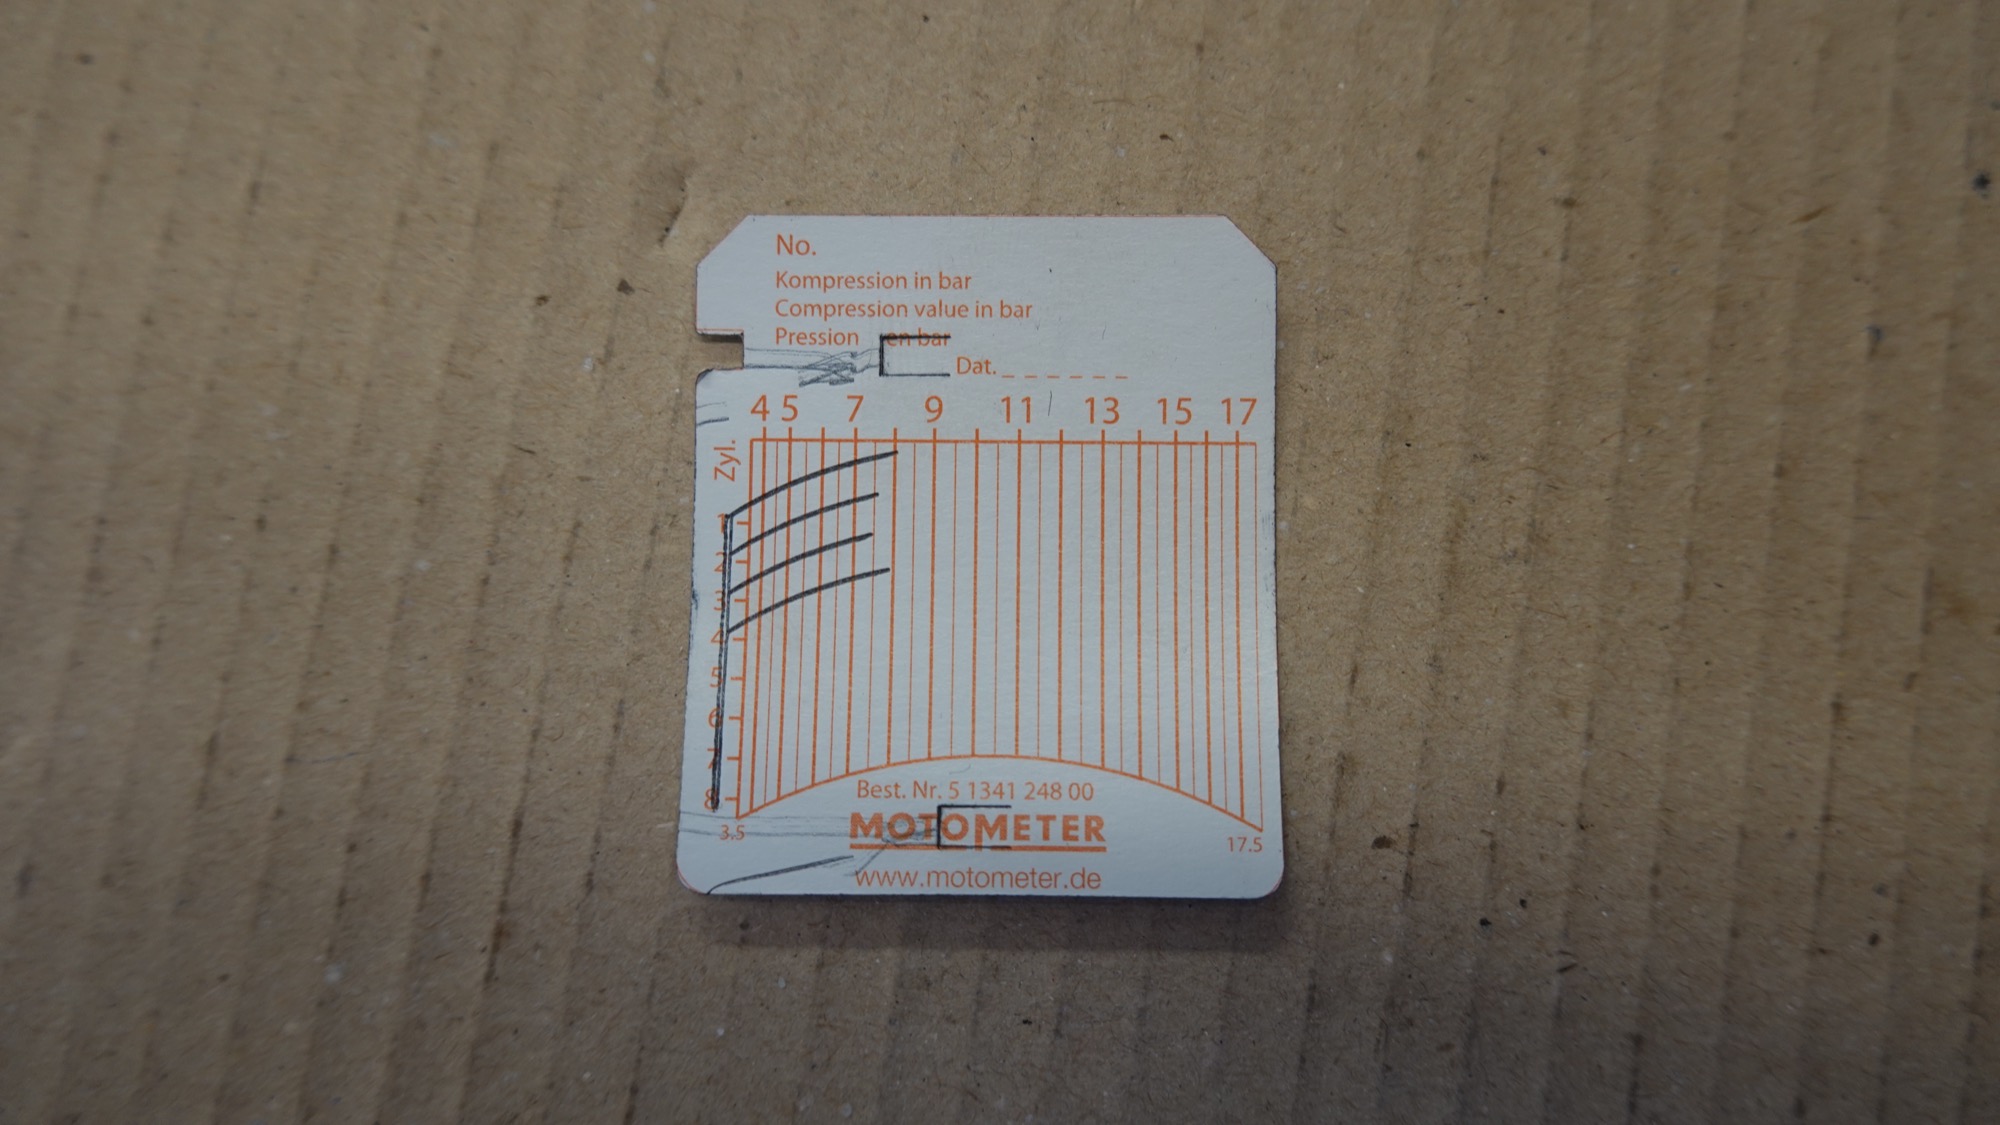 No.
Kompression in bar
Compression value in bar
Pression en bar
Dat. _ _ _ _ _ _
4 5 7 9 11 13 15 17
Zyl.
1
2
3
4
5
6
7
8
3.5
17.5
Best. Nr. 5 1341 248 00
MOTOMETER
www.motometer.de